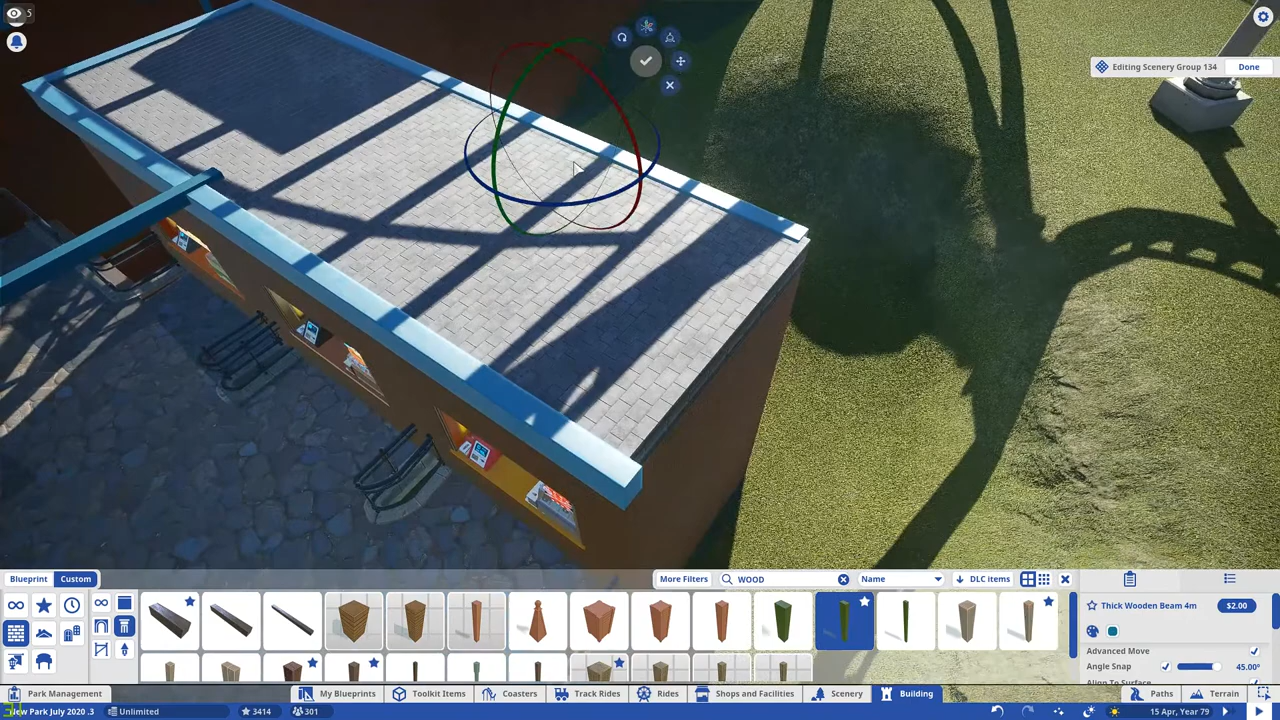 5
Editing Scenery Group 134
Done
Blueprint
Custom
More Filters
WOOD
Name
DLC items
Thick Wooden Beam 4m
$2.00
Advanced Move
Angle Snap
45.00°
Park Management
My Blueprints
Toolkit Items
Coasters
Track Rides
Rides
Shops and Facilities
Scenery
Building
Paths
Terrain
New Park July 2020 .3
Unlimited
3414
301
15 Apr, Year 79